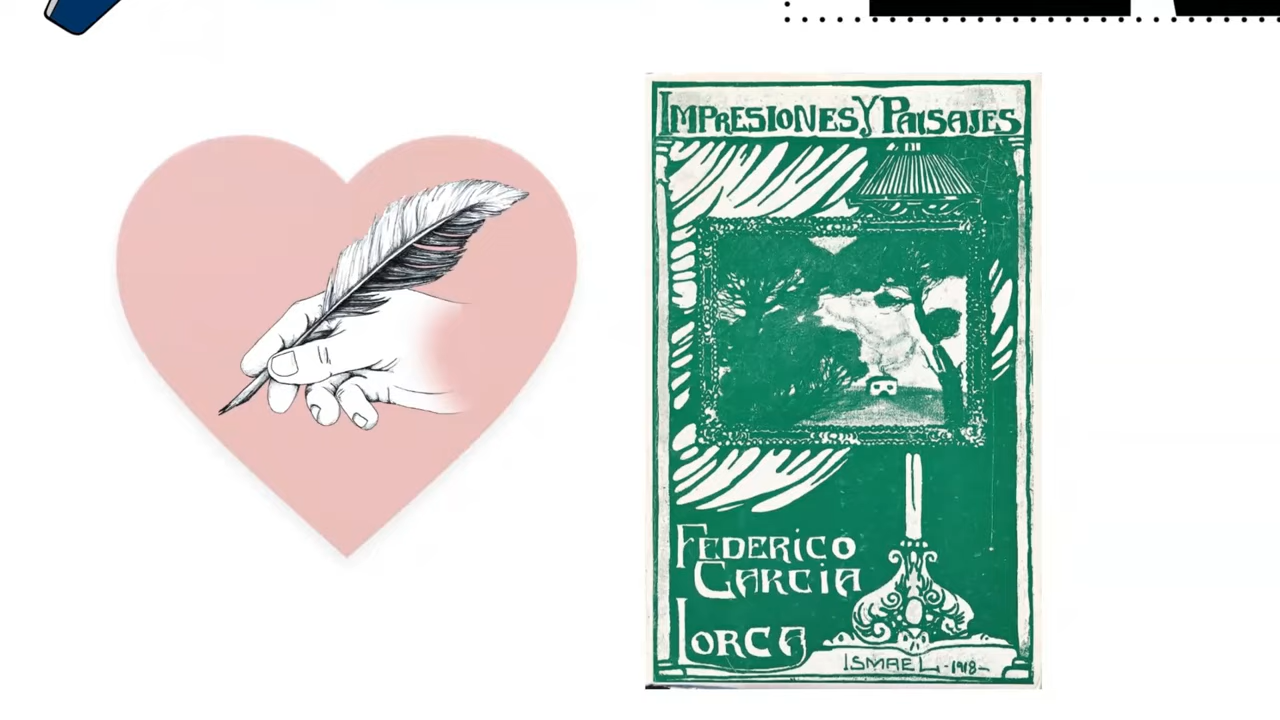 IMPRESIONES Y PAISAJES
FEDERICO
GARCIA
LORCA
ISMAEL -1918-